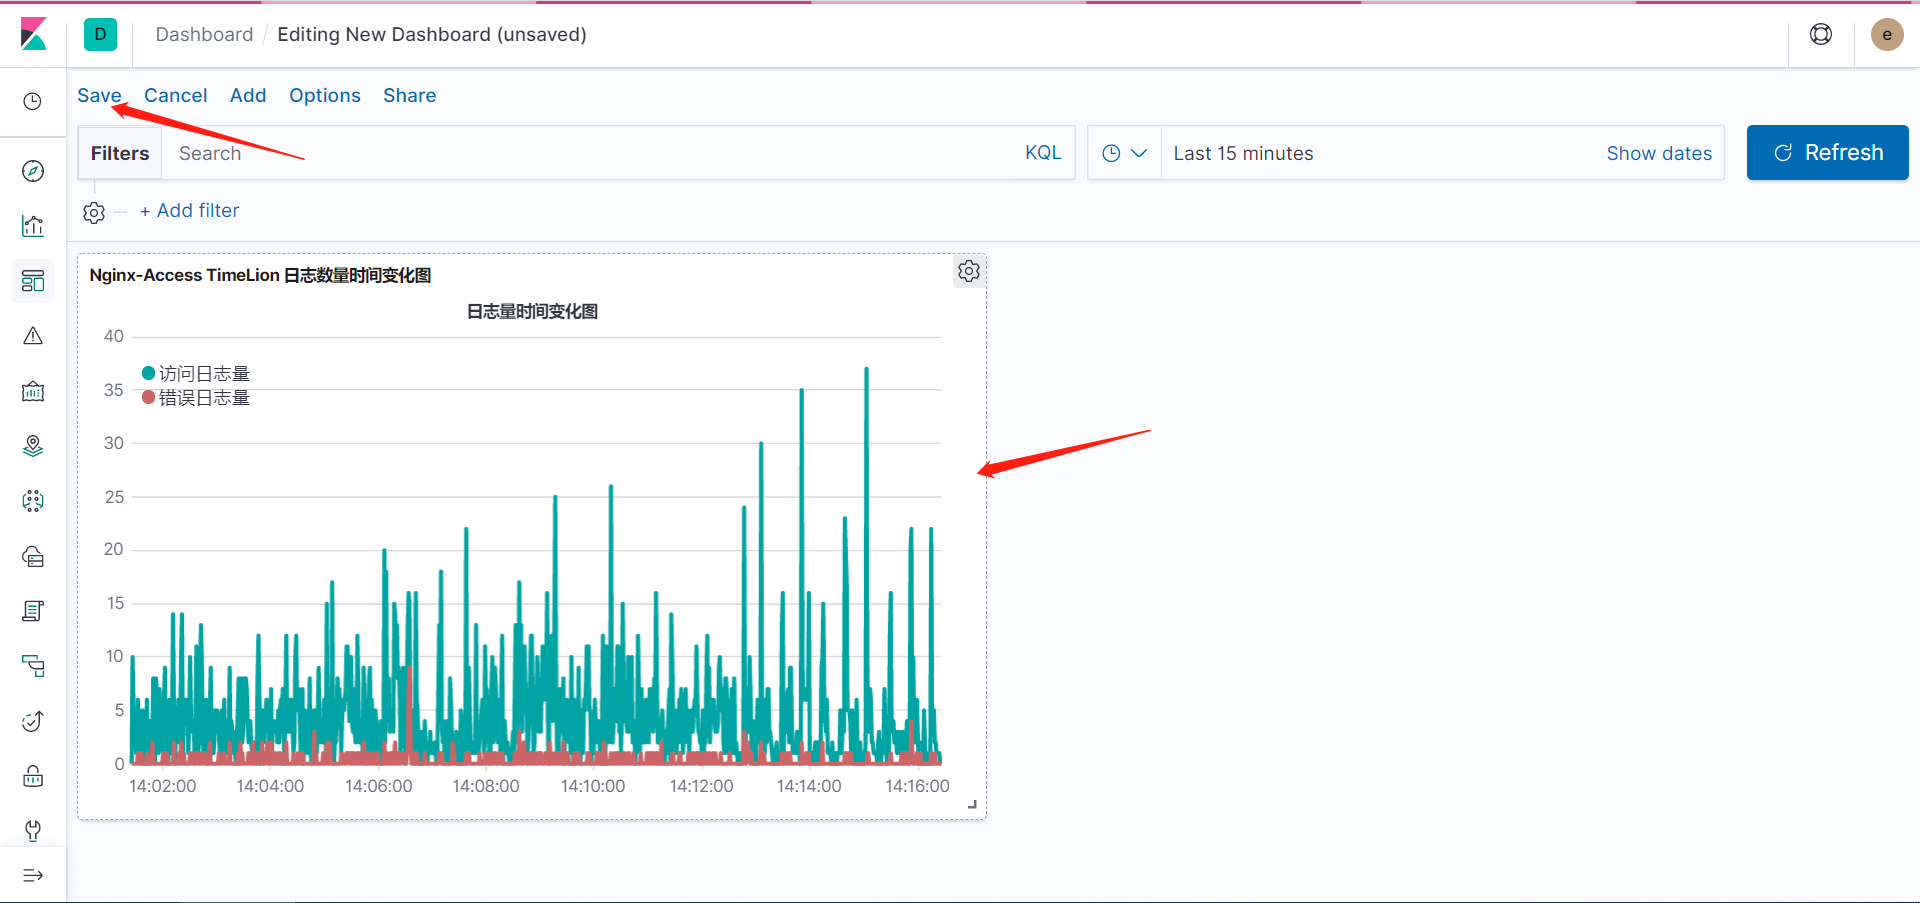 D Dashboard / Editing New Dashboard (unsaved) e
Save Cancel Add Options Share
Filters Search KQL Last 15 minutes Show dates Refresh
+ Add filter
Nginx-Access TimeLion 日志数量时间变化图
日志量时间变化图
访问日志量
错误日志量
40
35
30
25
20
15
10
5
0
14:02:00 14:04:00 14:06:00 14:08:00 14:10:00 14:12:00 14:14:00 14:16:00